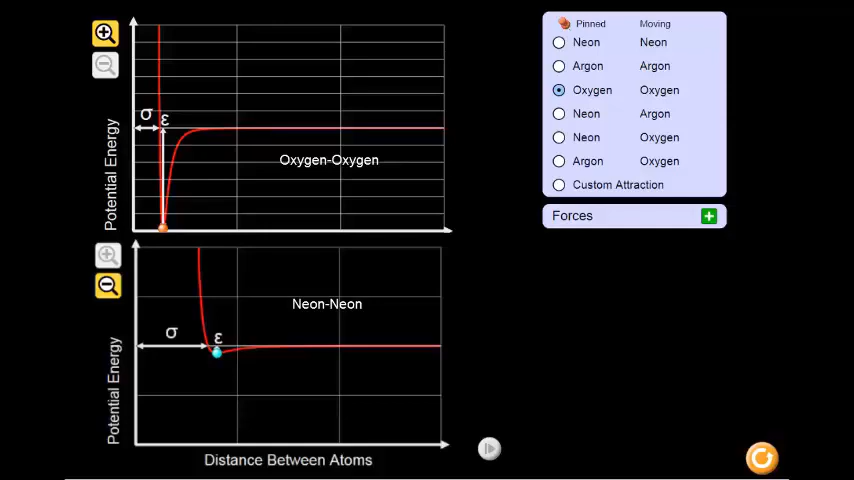 Pinned Moving
Neon Neon
Argon Argon
Oxygen Oxygen
Neon Argon
Neon Oxygen
Argon Oxygen
Custom Attraction
Forces
Potential Energy
σ ε
Oxygen-Oxygen
Potential Energy
σ ε
Neon-Neon
Distance Between Atoms